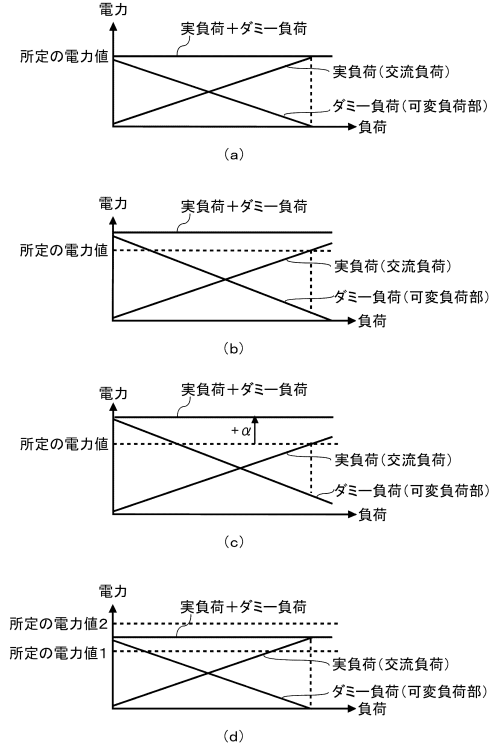 電力
実負荷＋ダミー負荷
所定の電力値
実負荷(交流負荷)
ダミー負荷(可変負荷部)
負荷
(a)
電力
実負荷＋ダミー負荷
所定の電力値
実負荷(交流負荷)
ダミー負荷(可変負荷部)
負荷
(b)
電力
実負荷＋ダミー負荷
+α
所定の電力値
実負荷(交流負荷)
ダミー負荷(可変負荷部)
負荷
(c)
電力
実負荷＋ダミー負荷
所定の電力値2
所定の電力値1
実負荷(交流負荷)
ダミー負荷(可変負荷部)
負荷
(d)